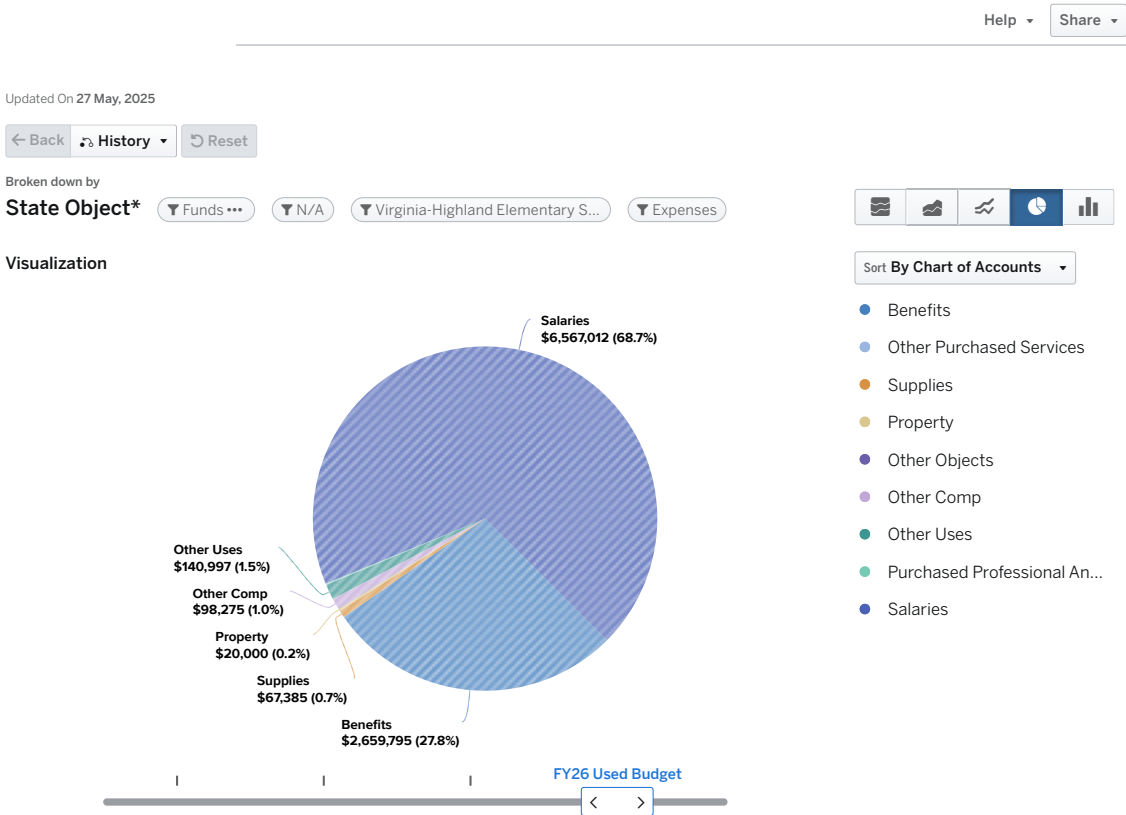 Help
Share
Updated On 27 May, 2025
Back
History
Reset
Broken down by
State Object*
Funds •••
N/A
Virginia-Highland Elementary S...
Expenses
Visualization
Sort By Chart of Accounts
Benefits
Other Purchased Services
Supplies
Property
Other Objects
Other Comp
Other Uses
Purchased Professional An...
Salaries
Salaries
$6,567,012 (68.7%)
Other Uses
$140,997 (1.5%)
Other Comp
$98,275 (1.0%)
Property
$20,000 (0.2%)
Supplies
$67,385 (0.7%)
Benefits
$2,659,795 (27.8%)
FY26 Used Budget